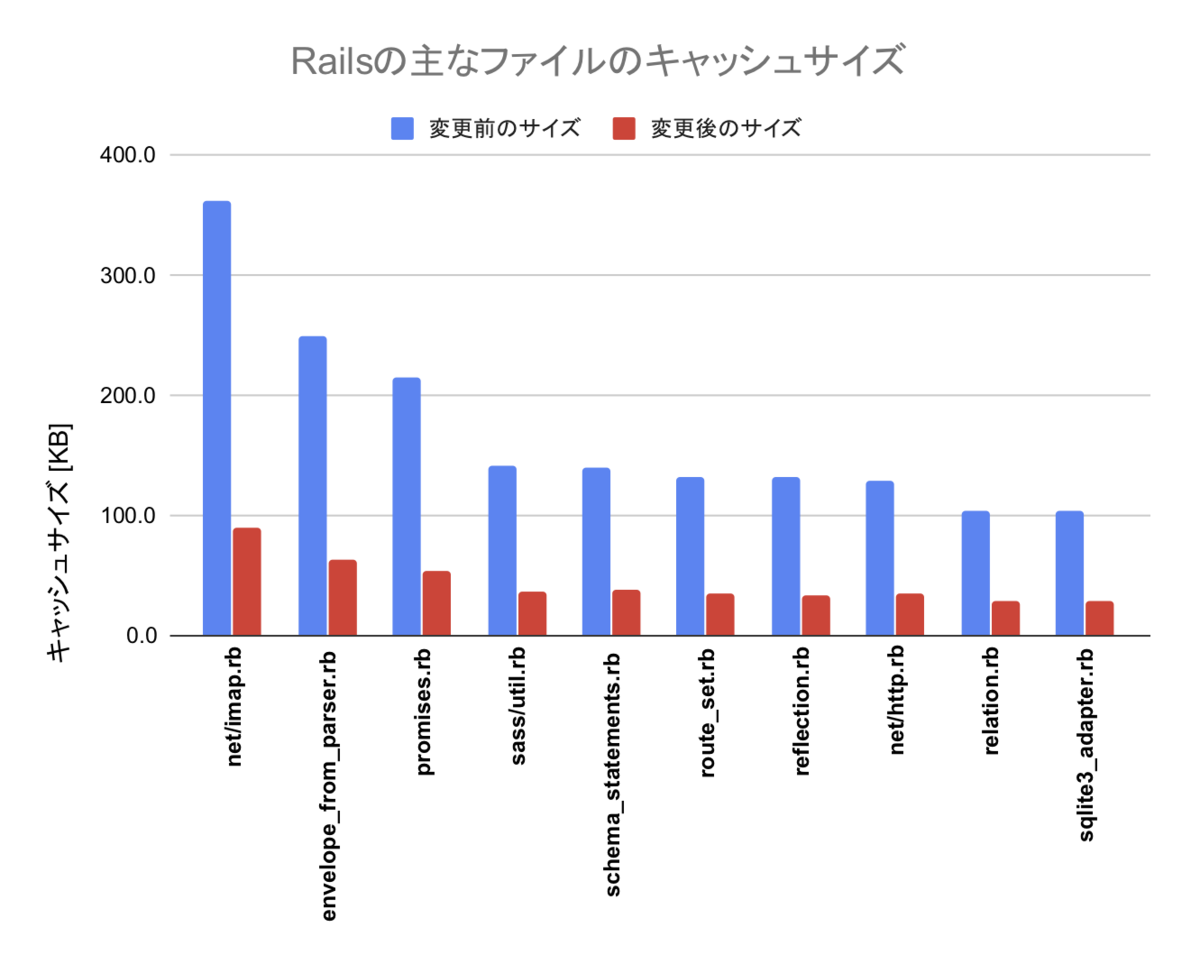 Railsの主なファイルのキャッシュサイズ
変更前のサイズ
変更後のサイズ
400.0
300.0
200.0
100.0
0.0
キャッシュサイズ [KB]
net/imap.rb
envelope_from_parser.rb
promises.rb
sass/util.rb
schema_statements.rb
route_set.rb
reflection.rb
net/http.rb
relation.rb
sqlite3_adapter.rb